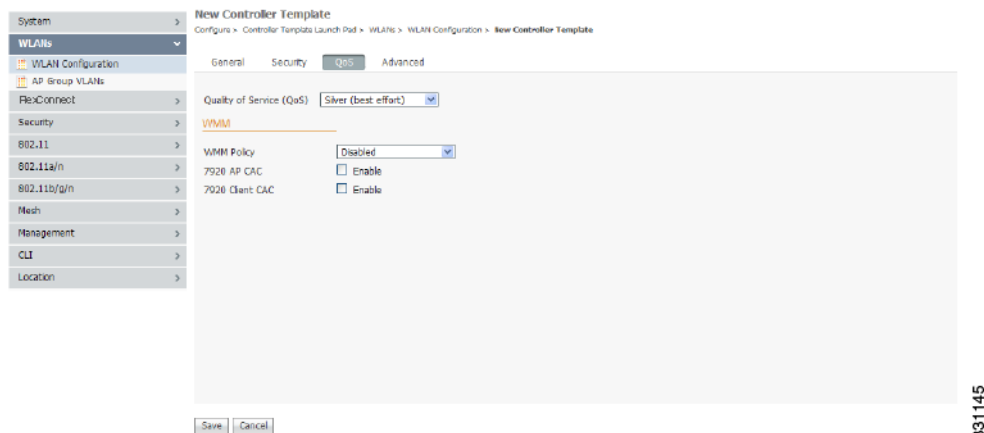 New Controller Template
Configure > Controller Template Launch Pad > WLANs > WLAN Configuration > New Controller Template
System
WLANs
WLAN Configuration
AP Group VLANs
FlexConnect
Security
802.11
802.11a/n
802.11b/g/n
Mesh
Management
CLI
Location
General Security QoS Advanced
Quality of Service (QoS) Silver (best effort)
WMM
WMM Policy Disabled
7920 AP CAC Enable
7920 Client CAC Enable
Save Cancel
331145